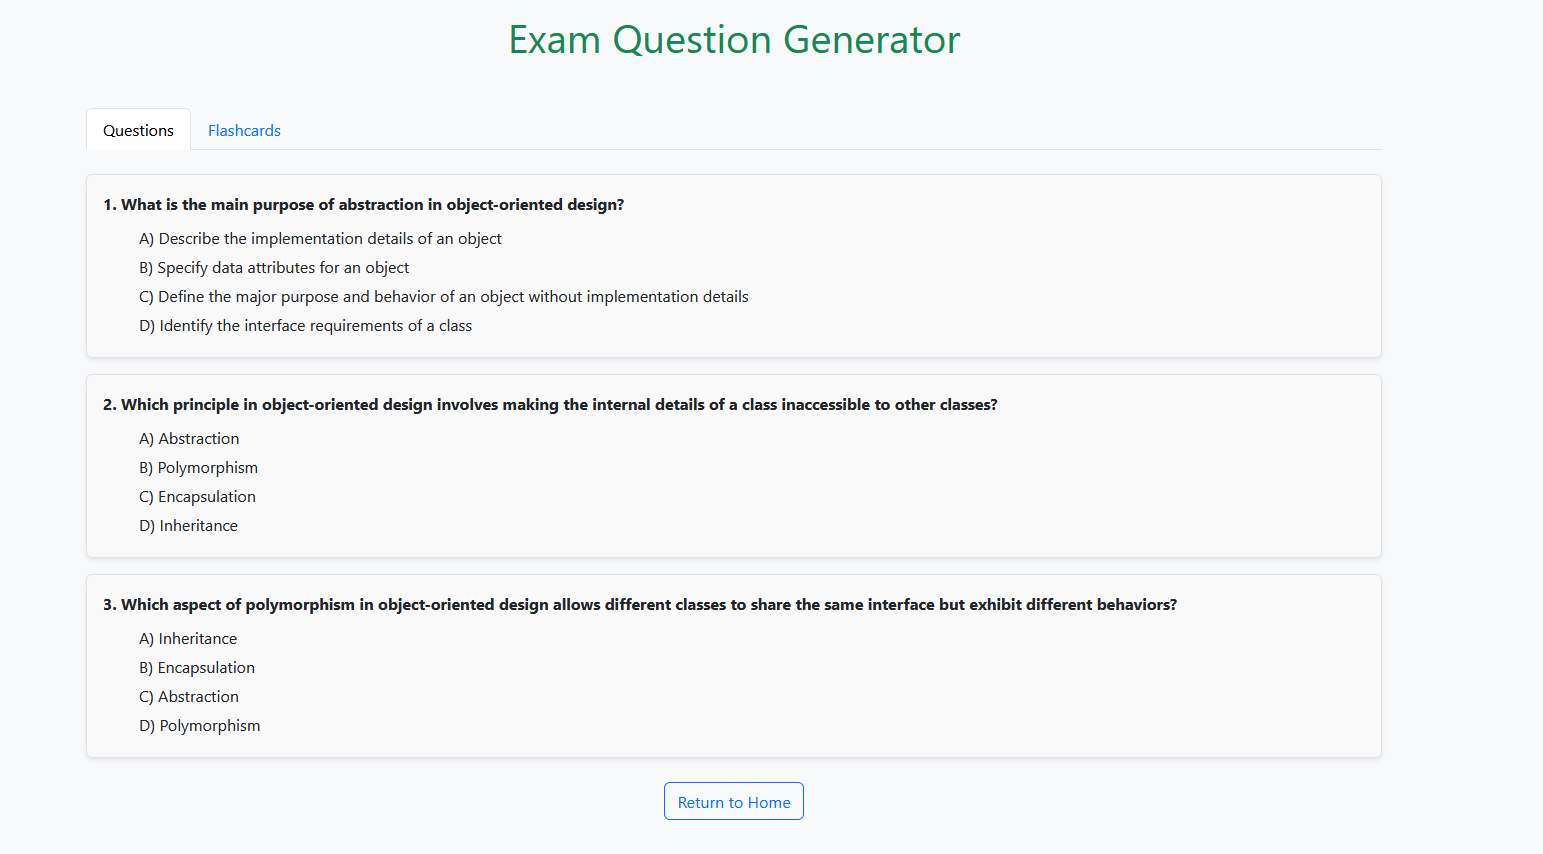 Exam Question Generator
Questions
Flashcards
1. What is the main purpose of abstraction in object-oriented design?
A) Describe the implementation details of an object
B) Specify data attributes for an object
C) Define the major purpose and behavior of an object without implementation details
D) Identify the interface requirements of a class
2. Which principle in object-oriented design involves making the internal details of a class inaccessible to other classes?
A) Abstraction
B) Polymorphism
C) Encapsulation
D) Inheritance
3. Which aspect of polymorphism in object-oriented design allows different classes to share the same interface but exhibit different behaviors?
A) Inheritance
B) Encapsulation
C) Abstraction
D) Polymorphism
Return to Home